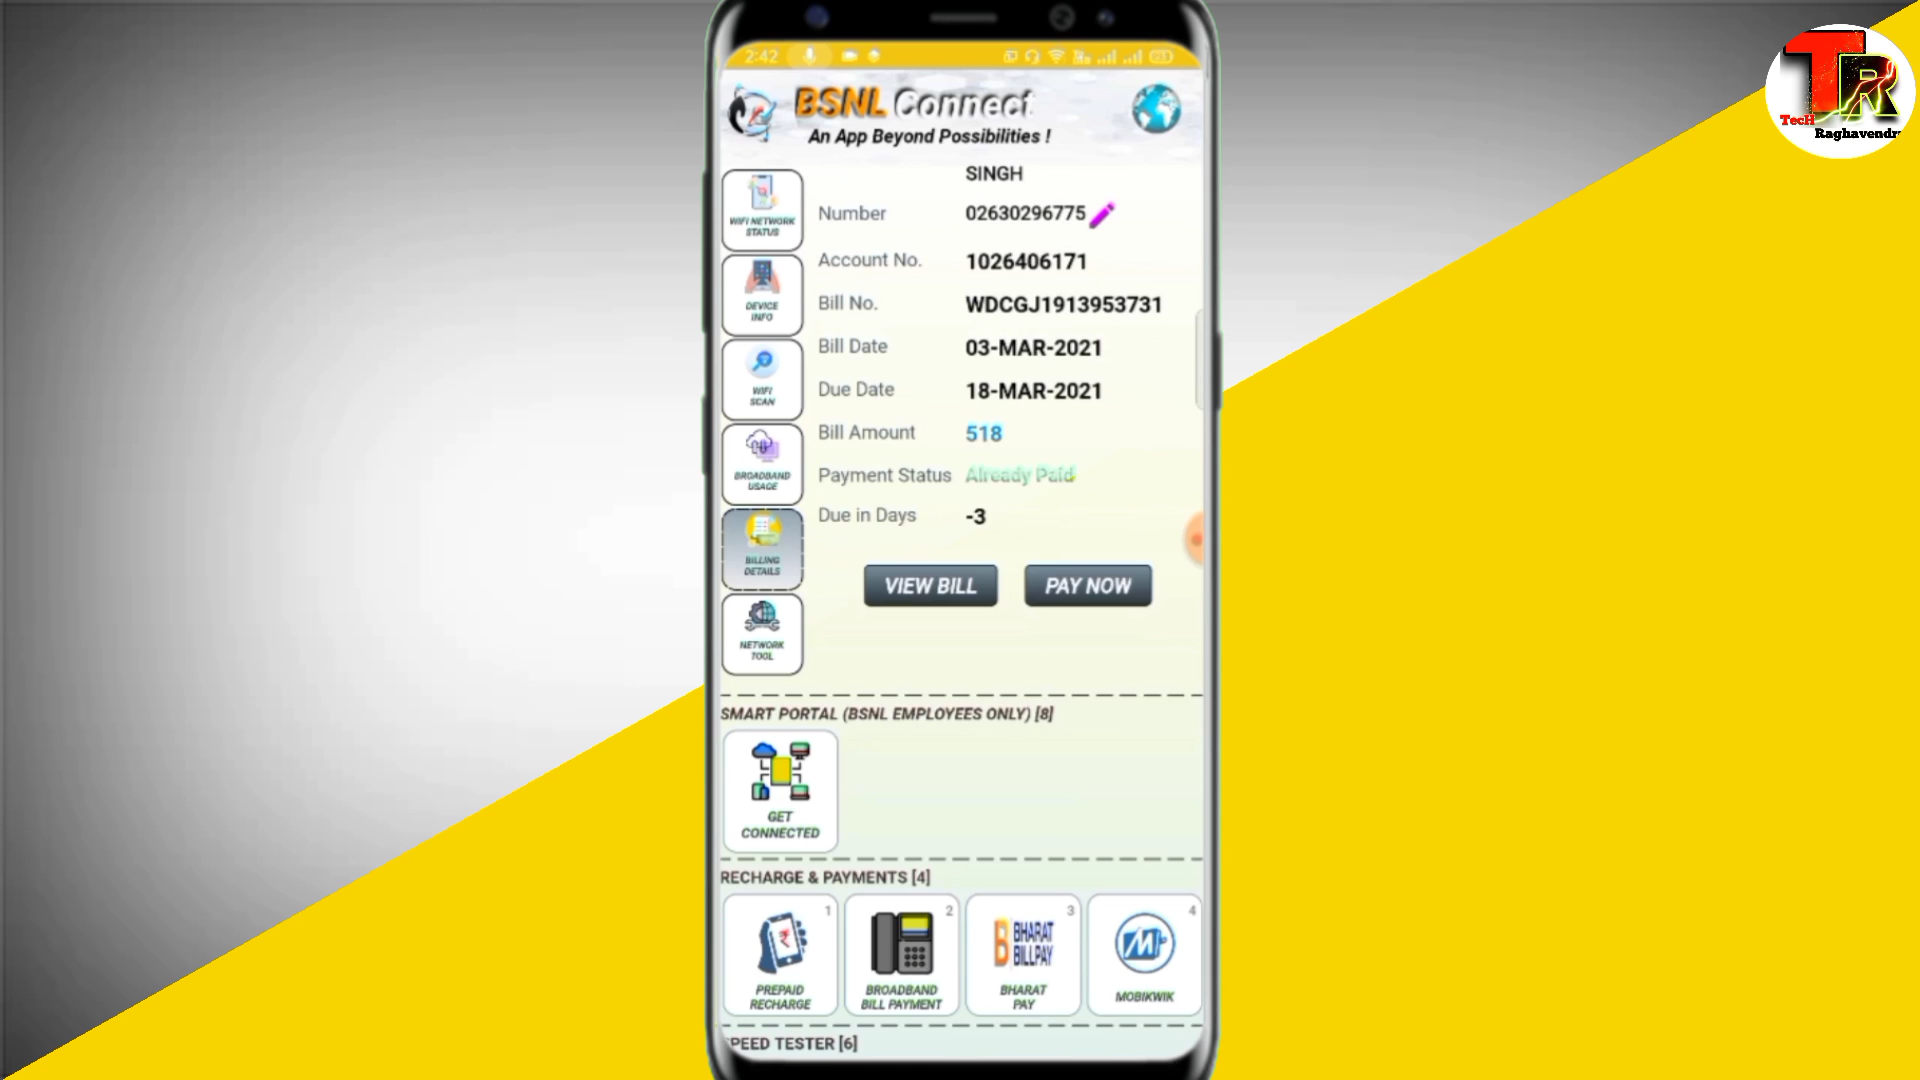 2:42
BSNL Connect
An App Beyond Possibilities !
TR
TecH
Raghavendr
SINGH
Number 02630296775
Account No. 1026406171
Bill No. WDCGJ1913953731
Bill Date 03-MAR-2021
Due Date 18-MAR-2021
Bill Amount 518
Payment Status Already Paid
Due in Days -3
VIEW BILL PAY NOW
WIFI NETWORK
STATUS
DEVICE
INFO
WIFI
SCAN
BROADBAND
USAGE
BILLING
DETAILS
NETWORK
TOOL
SMART PORTAL (BSNL EMPLOYEES ONLY) [8]
GET
CONNECTED
RECHARGE & PAYMENTS [4]
1
PREPAID
RECHARGE
2
BROADBAND
BILL PAYMENT
3
BHARAT
BILLPAY
BHARAT
PAY
4
MOBIKWIK
PEED TESTER [6]